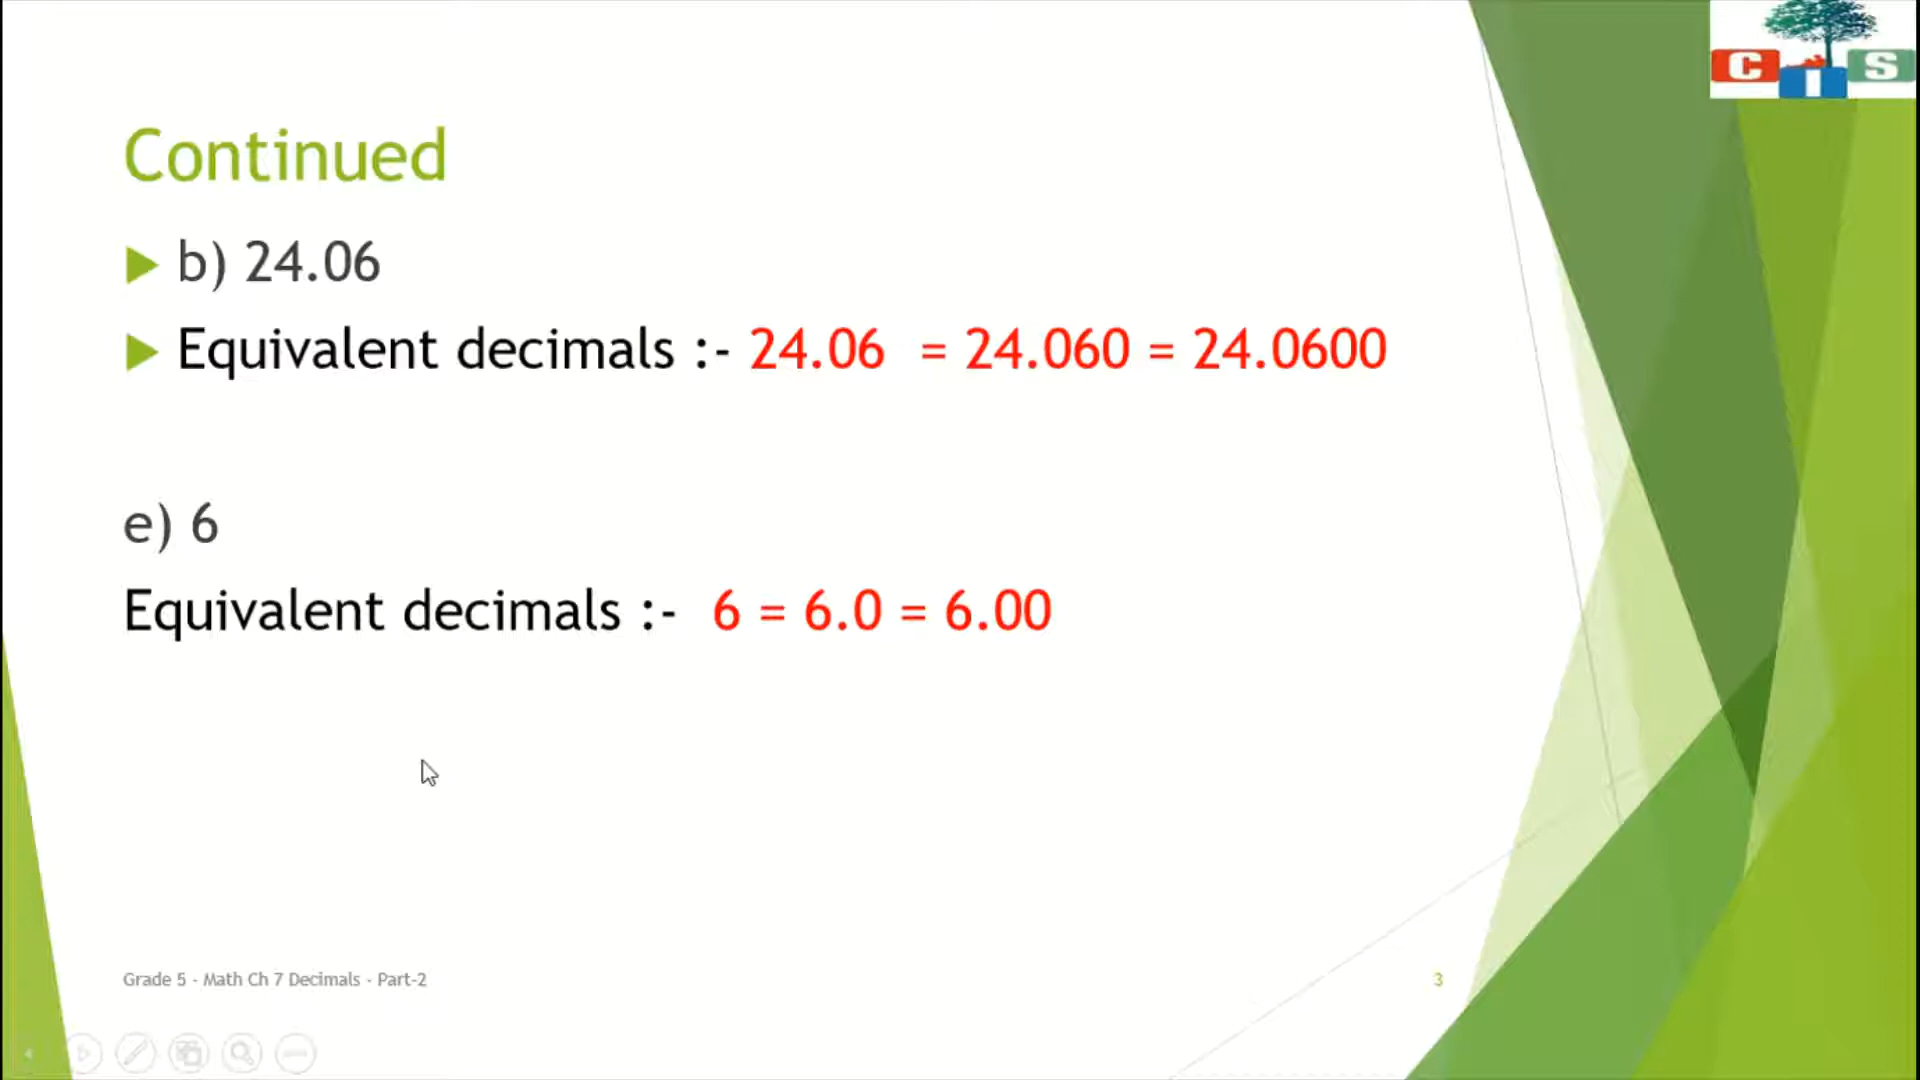 C I S
Continued
b) 24.06
Equivalent decimals :- 24.06 = 24.060 = 24.0600
e) 6
Equivalent decimals :- 6 = 6.0 = 6.00
Grade 5 - Math Ch 7 Decimals - Part-2
3